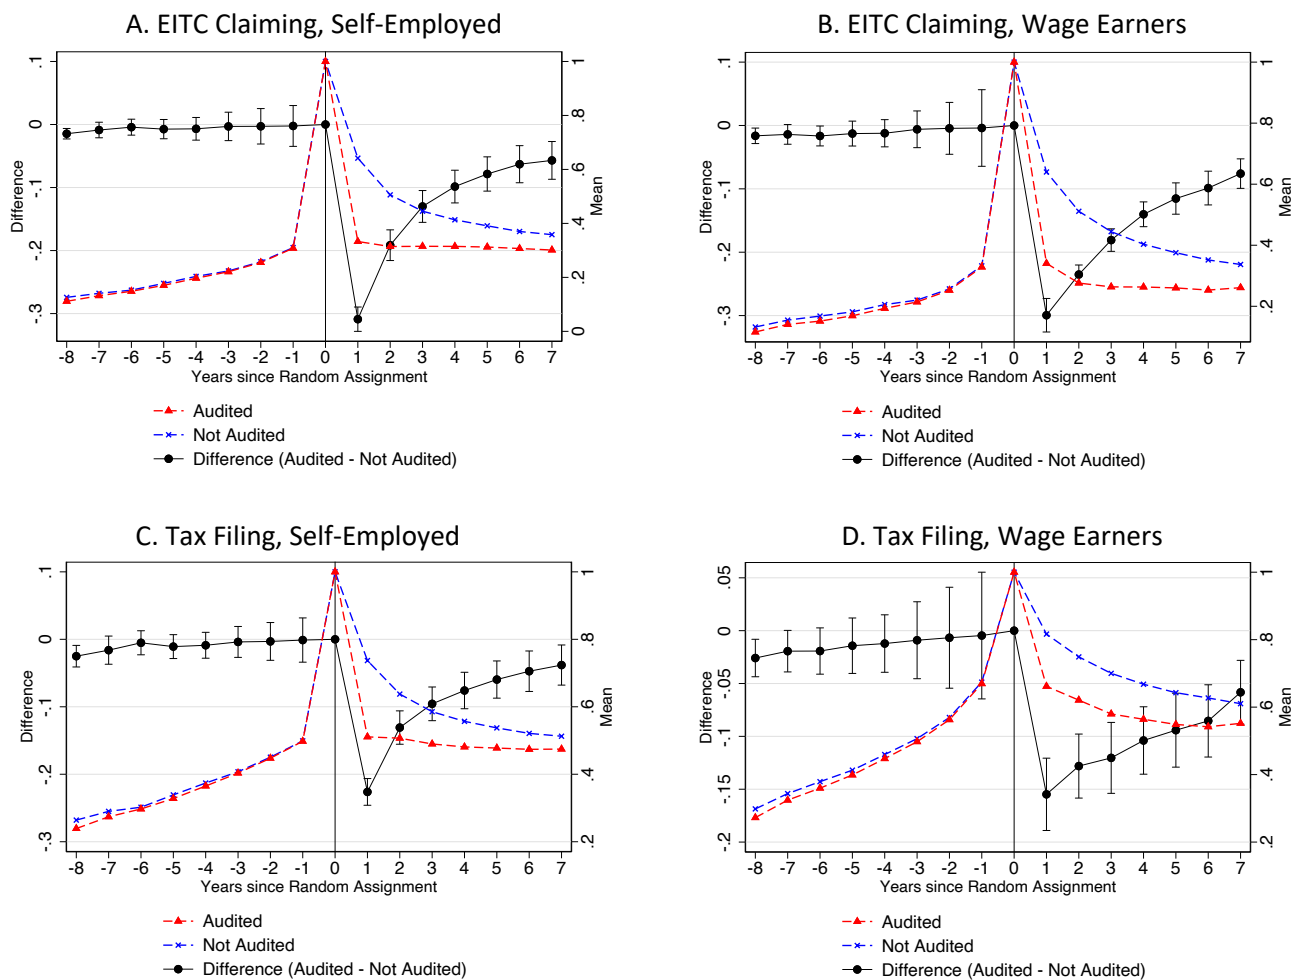 A. EITC Claiming, Self-Employed
.1
0
-.1
-.2
-.3
Difference
1
.8
.6
.4
.2
0
Mean
-8 -7 -6 -5 -4 -3 -2 -1 0 1 2 3 4 5 6 7
Years since Random Assignment
Audited
Not Audited
Difference (Audited - Not Audited)
B. EITC Claiming, Wage Earners
.1
0
-.1
-.2
-.3
Difference
1
.8
.6
.4
.2
Mean
-8 -7 -6 -5 -4 -3 -2 -1 0 1 2 3 4 5 6 7
Years since Random Assignment
Audited
Not Audited
Difference (Audited - Not Audited)
C. Tax Filing, Self-Employed
.1
0
-.1
-.2
-.3
Difference
1
.8
.6
.4
.2
Mean
-8 -7 -6 -5 -4 -3 -2 -1 0 1 2 3 4 5 6 7
Years since Random Assignment
Audited
Not Audited
Difference (Audited - Not Audited)
D. Tax Filing, Wage Earners
.05
0
-.05
-.1
-.15
-.2
Difference
1
.8
.6
.4
.2
Mean
-8 -7 -6 -5 -4 -3 -2 -1 0 1 2 3 4 5 6 7
Years since Random Assignment
Audited
Not Audited
Difference (Audited - Not Audited)